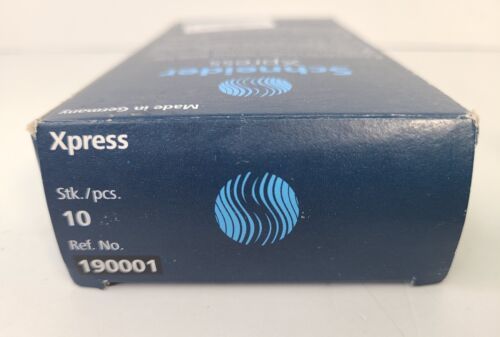 Schneider
Xpress
Made in Germany
Xpress
Stk./pcs.
10
Ref. No.
190001